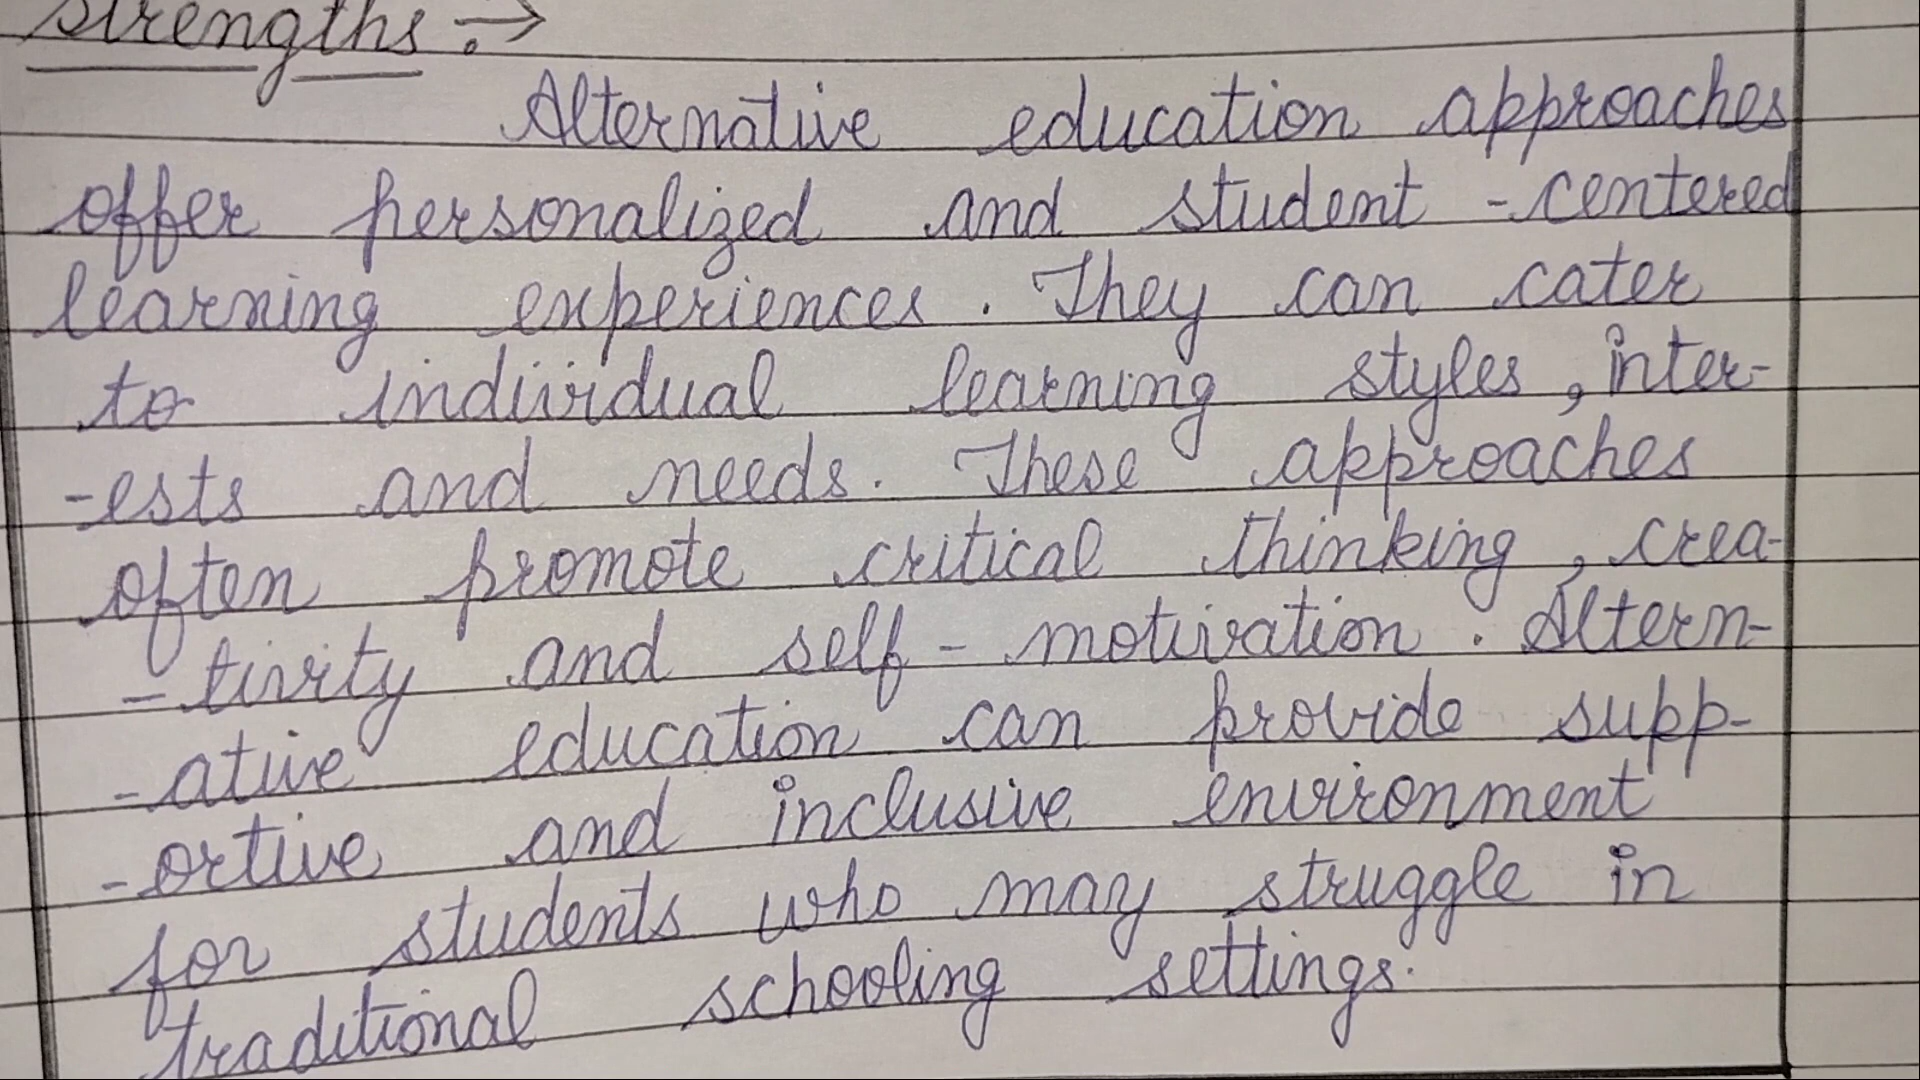 Strengths :→
Alternative education approaches
offer personalized and student - centered
learning experiences . They can cater
to individual learning styles , inter-
-ests and needs . These approaches
often promote critical thinking , crea-
-tivity and self - motivation . Altern-
-ative education can provide supp-
-ortive and inclusive environment
for students who may struggle in
traditional schooling settings .